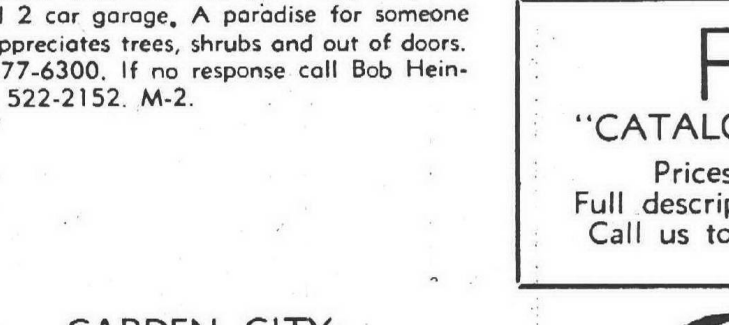 2 car garage. A paradise for someone
ppreciates trees, shrubs and out of doors.
77-6300. If no response call Bob Hein-
522-2152. M-2.
"CATALO
Prices
Full descrip
Call us to
GARDEN CITY